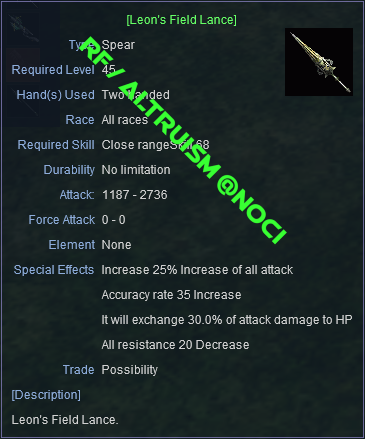 [Leon's Field Lance]
Type Spear
Required Level 45
Hand(s) Used Two handed
Race All races
Required Skill Close rangeSkill 68
Durability No limitation
Attack: 1187 - 2736
Force Attack 0 - 0
Element None
Special Effects Increase 25% Increase of all attack
Accuracy rate 35 Increase
It will exchange 30.0% of attack damage to HP
All resistance 20 Decrease
Trade Possibility
[Description]
Leon's Field Lance.
RF / ALTRUISM @NOCI